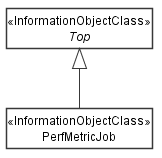 «InformationObjectClass»
Top
«InformationObjectClass»
PerfMetricJob